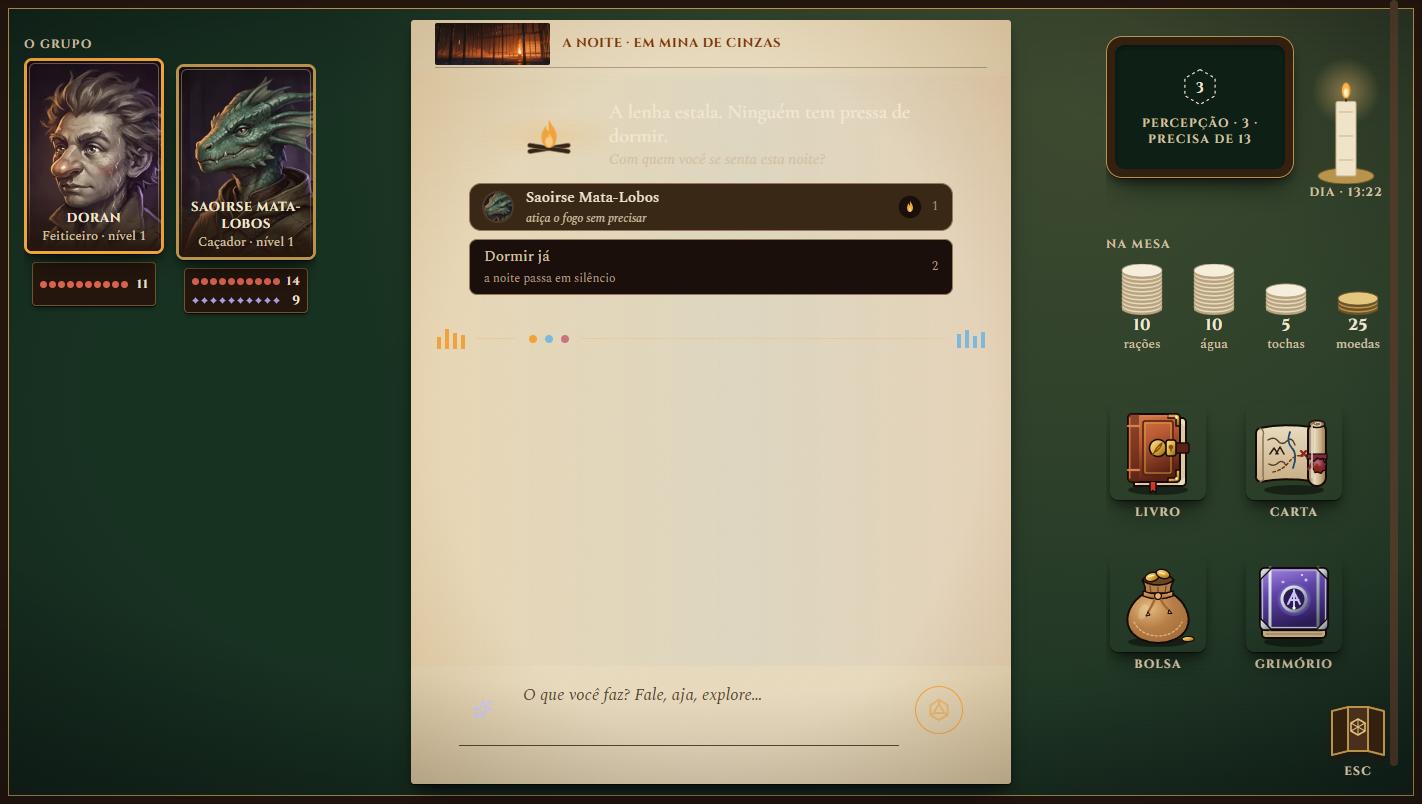 O GRUPO
DORAN
Feiticeiro · nível 1
11
SAOIRSE MATA-
LOBOS
Caçador · nível 1
14
9
A NOITE · EM MINA DE CINZAS
A lenha estala. Ninguém tem pressa de
dormir.
Com quem você se senta esta noite?
Saoirse Mata-Lobos
atiça o fogo sem precisar
1
Dormir já
a noite passa em silêncio
2
O que você faz? Fale, aja, explore...
3
PERCEPÇÃO · 3 ·
PRECISA DE 13
DIA · 13:22
NA MESA
10 10 5 25
rações água tochas moedas
LIVRO CARTA
BOLSA GRIMÓRIO
ESC